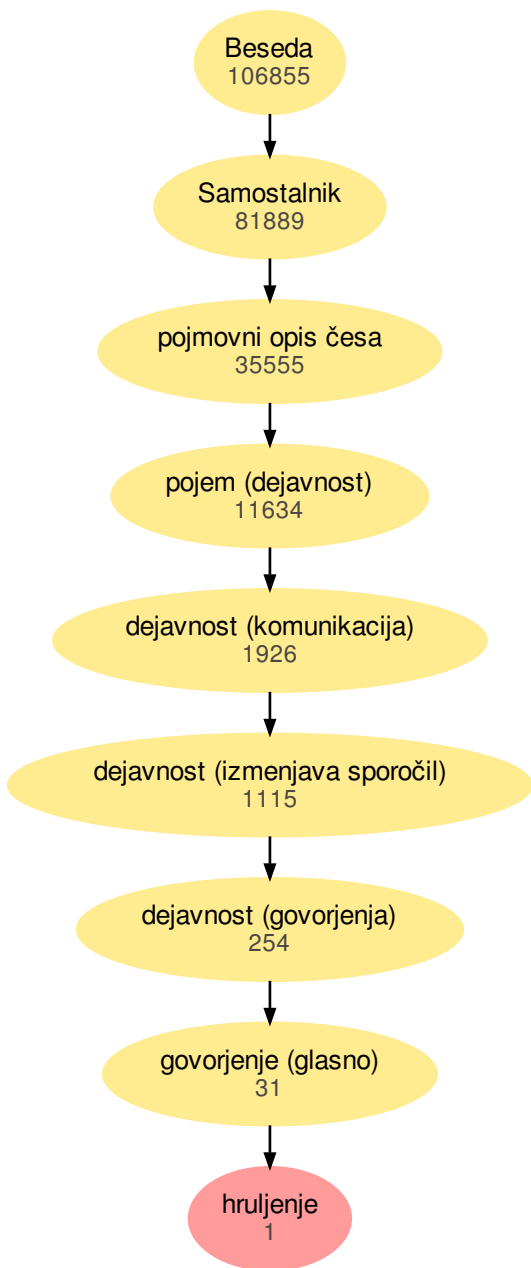 Beseda
106855
Samostalnik
81889
pojmovni opis česa
35555
pojem (dejavnost)
11634
dejavnost (komunikacija)
1926
dejavnost (izmenjava sporočil)
1115
dejavnost (govorjenja)
254
govorjenje (glasno)
31
hruljenje
1